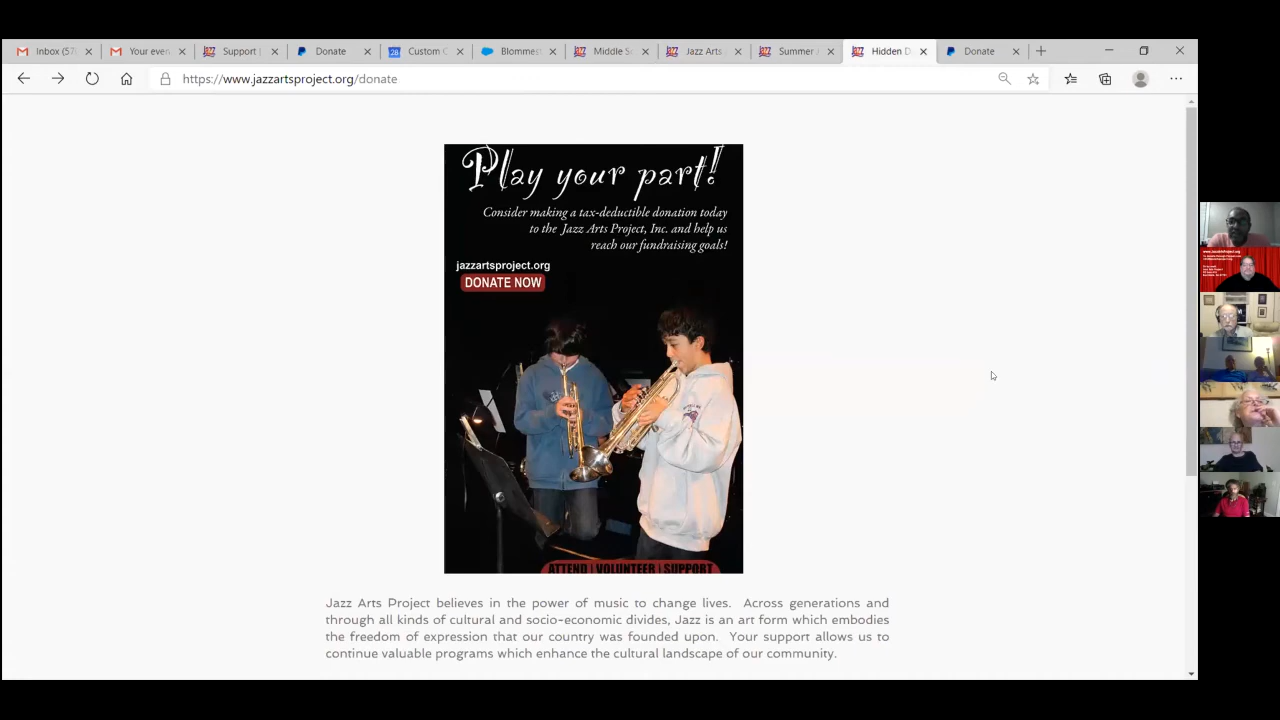 Inbox (57
Your even
Support |
Donate
28
Custom C
Blommes
Middle Sc
Jazz Arts
Summer
Hidden D
Donate
https://www.jazzartsproject.org/donate
Play your part!
Consider making a tax-deductible donation today
to the Jazz Arts Project, Inc. and help us
reach our fundraising goals!
jazzartsproject.org
DONATE NOW
ATTEND | VOLUNTEER | SUPPORT
Jazz Arts Project believes in the power of music to change lives. Across generations and
through all kinds of cultural and socio-economic divides, Jazz is an art form which embodies
the freedom of expression that our country was founded upon. Your support allows us to
continue valuable programs which enhance the cultural landscape of our community.